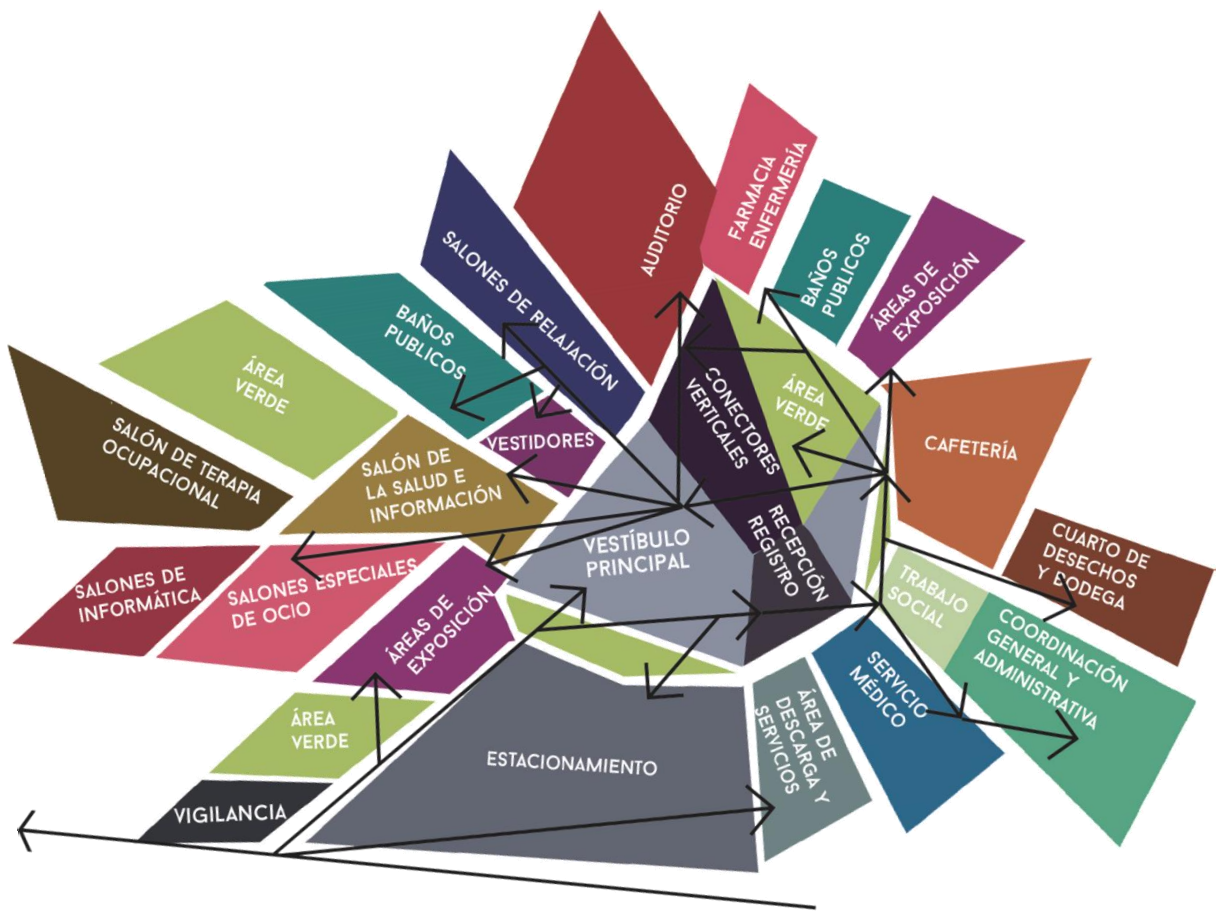 AUDITORIO
FARMACIA
ENFERMERÍA
BAÑOS
PUBLICOS
ÁREAS DE
EXPOSICIÓN
SALONES DE RELAJACIÓN
BAÑOS
PUBLICOS
ÁREA
VERDE
SALÓN DE TERAPIA
OCUPACIONAL
VESTIDORES
SALÓN DE
LA SALUD E
INFORMACIÓN
CONECTORES
VERTICALES
ÁREA
VERDE
CAFETERÍA
VESTÍBULO
PRINCIPAL
RECEPCIÓN
REGISTRO
CUARTO DE
DESECHOS
Y BODEGA
SALONES DE
INFORMÁTICA
SALONES ESPECIALES
DE OCIO
ÁREAS DE
EXPOSICIÓN
TRABAJO
SOCIAL
COORDINACIÓN
GENERAL Y
ADMINISTRATIVA
SERVICIO
MÉDICO
ÁREA DE
DESCARGA Y
SERVICIOS
ÁREA
VERDE
ESTACIONAMIENTO
VIGILANCIA